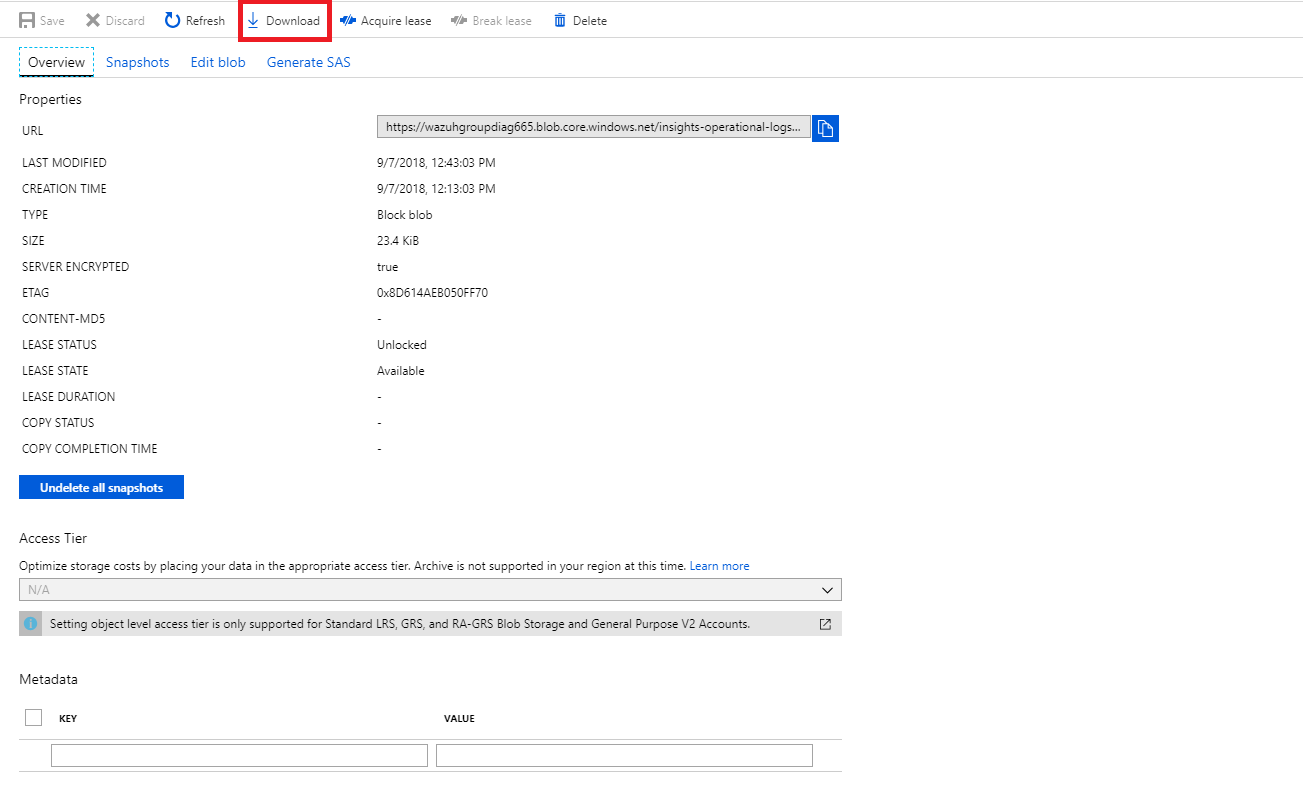 Save Discard Refresh Download Acquire lease Break lease Delete
Overview Snapshots Edit blob Generate SAS
Properties
URL https://wazuhgroupdiag665.blob.core.windows.net/insights-operational-logs...
LAST MODIFIED 9/7/2018, 12:43:03 PM
CREATION TIME 9/7/2018, 12:13:03 PM
TYPE Block blob
SIZE 23.4 KiB
SERVER ENCRYPTED true
ETAG 0x8D614AEB050FF70
CONTENT-MD5 -
LEASE STATUS Unlocked
LEASE STATE Available
LEASE DURATION -
COPY STATUS -
COPY COMPLETION TIME -
Undelete all snapshots
Access Tier
Optimize storage costs by placing your data in the appropriate access tier. Archive is not supported in your region at this time. Learn more
N/A
Setting object level access tier is only supported for Standard LRS, GRS, and RA-GRS Blob Storage and General Purpose V2 Accounts.
Metadata
KEY VALUE